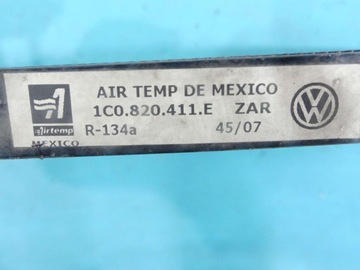 AIR TEMP DE MEXICO
1C0.820.411.E ZAR
airtemp R-134a 45/07
MEXICO